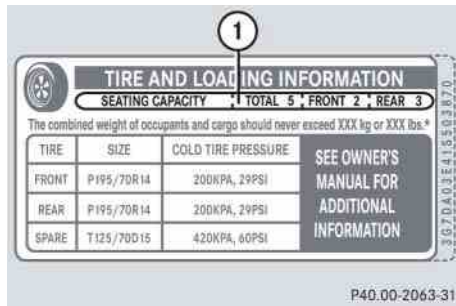 1
TIRE AND LOADING INFORMATION
SEATING CAPACITY TOTAL 5 FRONT 2 REAR 3
The combined weight of occupants and cargo should never exceed XXX kg or XXX lbs.*
TIRE SIZE COLD TIRE PRESSURE
FRONT P195/70R14 200KPA, 29PSI
REAR P195/70R14 200KPA, 29PSI
SPARE T125/70D15 420KPA, 60PSI
SEE OWNER'S
MANUAL FOR
ADDITIONAL
INFORMATION
3G7DA03E41S503870
P40.00-2063-31